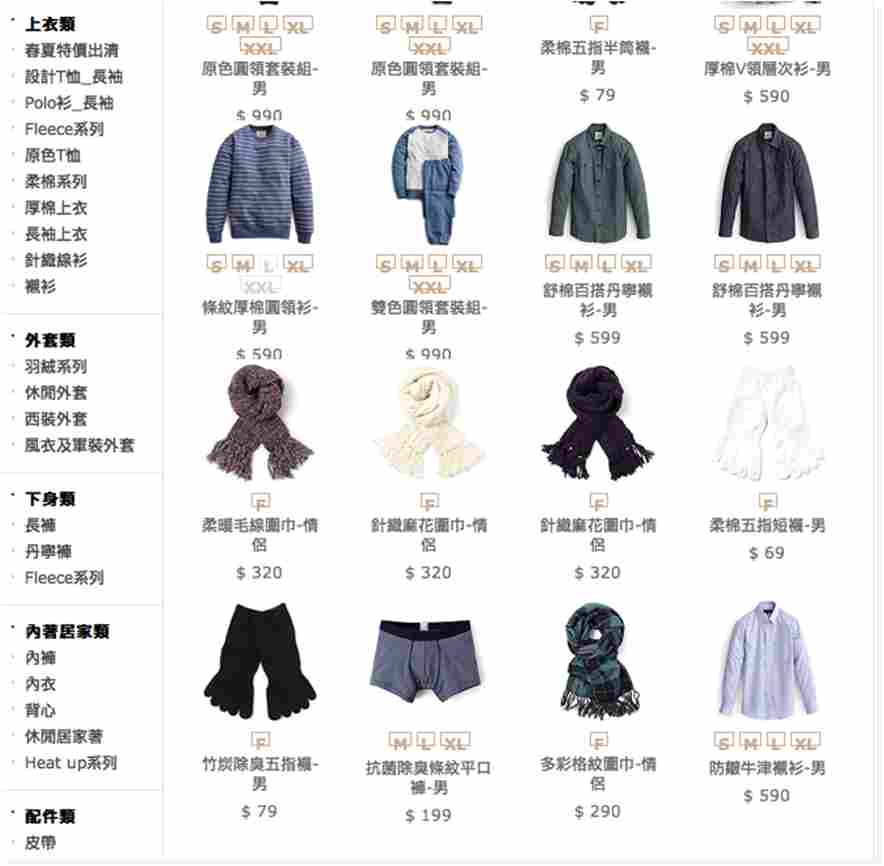 上衣類
春夏特價出清
設計T恤_長袖
Polo衫_長袖
Fleece系列
原色T恤
柔棉系列
厚棉上衣
長袖上衣
針織線衫
襯衫
外套類
羽絨系列
休閒外套
西裝外套
風衣及軍裝外套
下身類
長褲
丹寧褲
Fleece系列
內著居家類
內褲
內衣
背心
休閒居家著
Heat up系列
配件類
皮帶
S M L XL
XXL
原色圓領套裝組-
男
$ 990
S M L XL
XXL
原色圓領套裝組-
男
$ 990
F
柔棉五指半筒襪-
男
$ 79
S M L XL
XXL
厚棉V領層次衫-男
$ 590
S M L XL
XXL
條紋厚棉圓領衫-
男
$ 590
S M L XL
XXL
雙色圓領套裝組-
男
$ 990
S M L XL
舒棉百搭丹寧襯
衫-男
$ 599
S M L XL
舒棉百搭丹寧襯
衫-男
$ 599
F
柔暖毛線圍巾-情
侶
$ 320
F
針織麻花圍巾-情
侶
$ 320
F
針織麻花圍巾-情
侶
$ 320
F
柔棉五指短襪-男
$ 69
F
竹炭除臭五指襪-
男
$ 79
M L XL
抗菌除臭條紋平口
褲-男
$ 199
F
多彩格紋圍巾-情
侶
$ 290
S M L XL
防皺牛津襯衫-男
$ 590